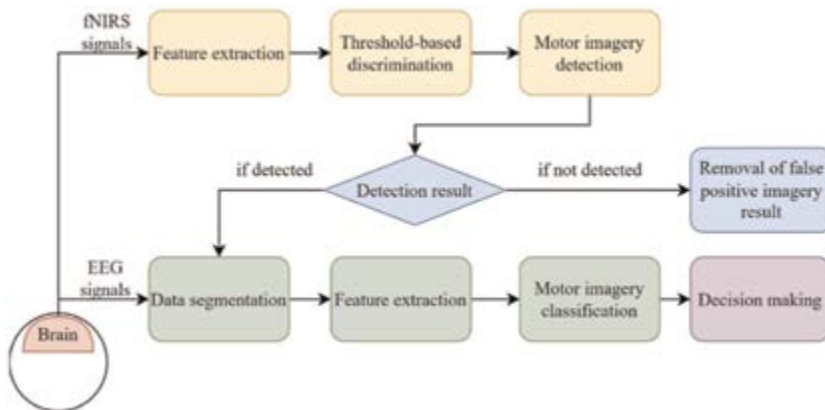 fNIRS
signals
Feature extraction
Threshold-based
discrimination
Motor imagery
detection
if detected
Detection result
if not detected
Removal of false
positive imagery
result
EEG
signals
Data segmentation
Feature extraction
Motor imagery
classification
Decision making
Brain